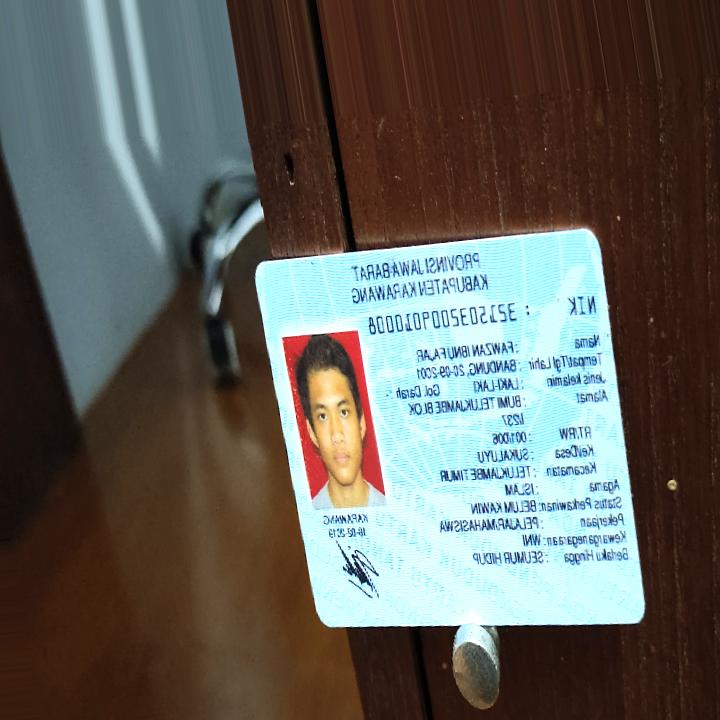 PROVINSI JAWA BARAT
KABUPATEN KARAWANG
NIK : 3215032009010008
Nama : FAWZAN IBNU FAJAR
Tempat/Tgl Lahir : BANDUNG, 20-09-2001
Jenis kelamin : LAKI-LAKI Gol. Darah : -
Alamat : BUMI TELUKJAMBE BLOK
I/237
RT/RW : 001/006
Kel/Desa : SUKALUYU
Kecamatan : TELUKJAMBE TIMUR
Agama : ISLAM
Status Perkawinan: BELUM KAWIN
Pekerjaan : PELAJAR/MAHASISWA
Kewarganegaraan: WNI
Berlaku Hingga : SEUMUR HIDUP
KARAWANG
16-02-2019